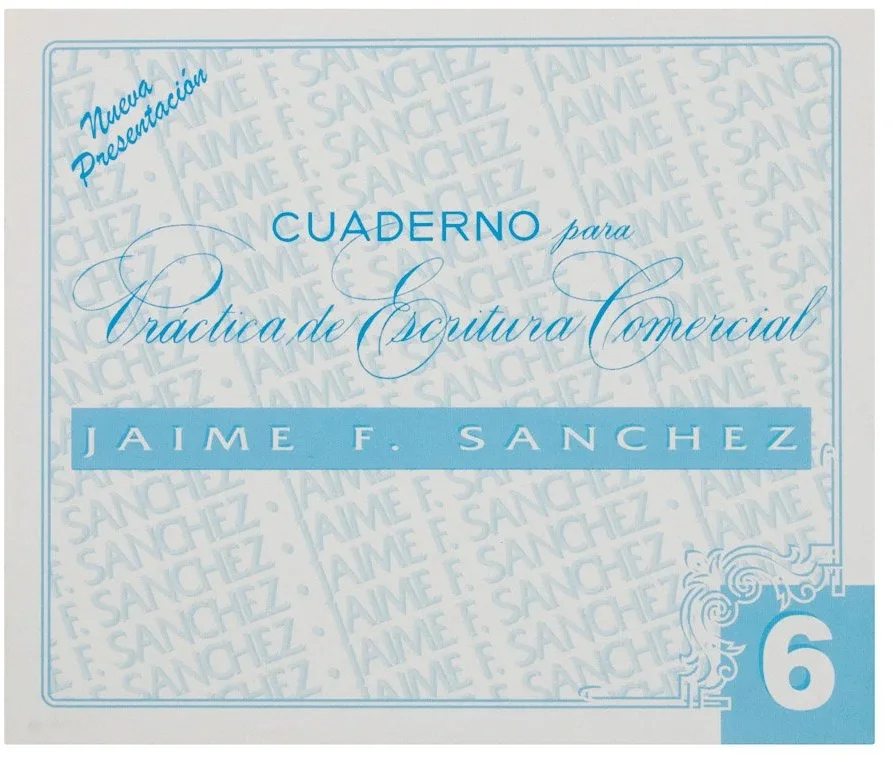 Nueva
Presentación
CUADERNO para
Práctica de Escritura Comercial
JAIME F. SANCHEZ
6